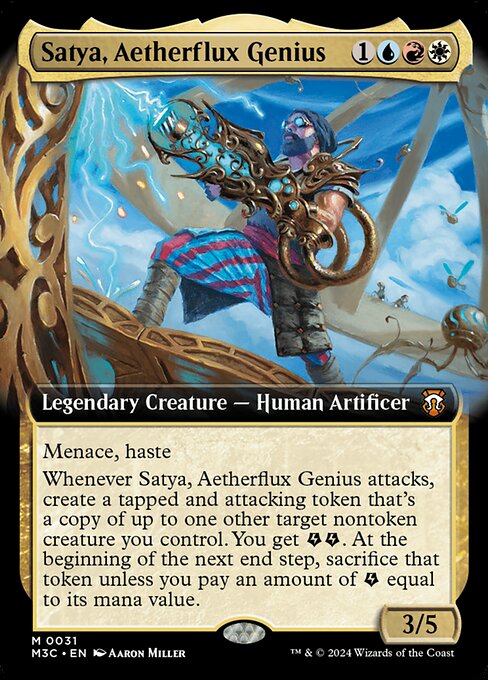 Satya, Aetherflux Genius 1
Legendary Creature — Human Artificer
Menace, haste
Whenever Satya, Aetherflux Genius attacks,
create a tapped and attacking token that's
a copy of up to one other target nontoken
creature you control. You get. At the
beginning of the next end step, sacrifice that
token unless you pay an amount of equal
to its mana value.
3/5
M 0031
M3C • EN Aaron Miller
™ & © 2024 Wizards of the Coast